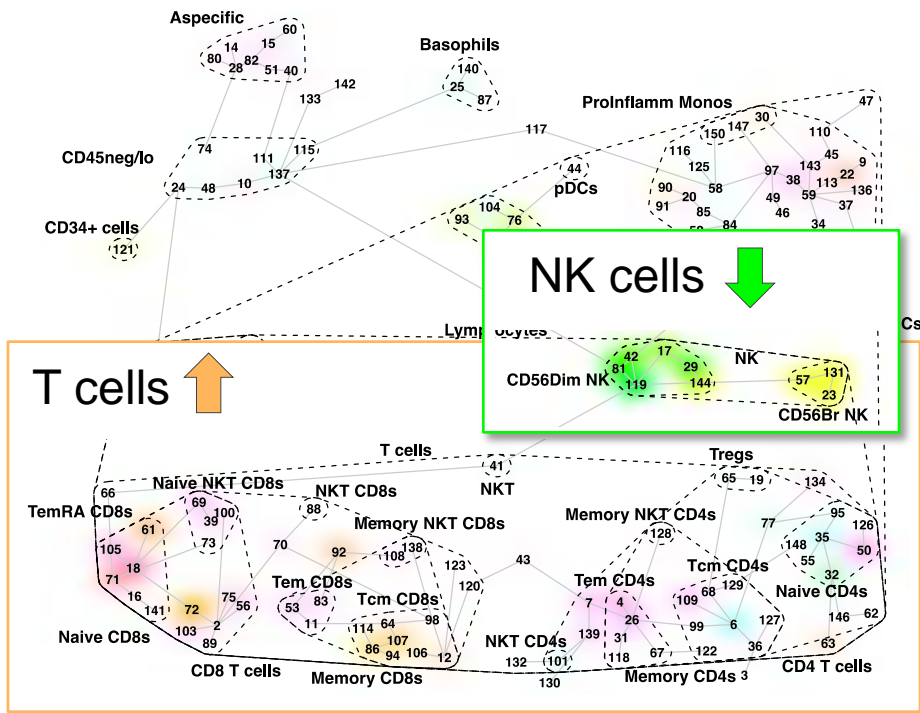 Aspecific
60
14 15
80 82
28 51 40
142
133
Basophils
140
25
87
ProInflamm Monos
47
30
147
150 110
117
74 115
111
CD45neg/lo
137
10
24 48
116 45
125 143 9
97 22
38 113
58 136
90 59
20 49 37
91 46
85 34
84
44
pDCs
104
93 76
CD34+ cells
121
NK cells
Lymphocytes
Cs
T cells
42 17 NK
81 29 131
CD56Dim NK 57
119 144
23
CD56Br NK
T cells
41
NKT
Tregs
65 19 134
66
Naive NKT CD8s
NKT CD8s
69 100
88
39
TemRA CD8s
61
73
105
18
71
16
141
72 75
56
103 2
89
Naive CD8s
CD8 T cells
Memory NKT CD8s
70 92 138
108
123
120
Tem CD8s
83
53
11
Tcm CD8s
64 98
114
107
86 106
94 12
Memory CD8s
43
Memory NKT CD4s
128
Tem CD4s
7 4
26
139 31
118 67
NKT CD4s
132 101
130
Tcm CD4s
129
68
109
99 6 127
36
122
3
Memory CD4s
77 95
126
35
148 50
55
32
Naive CD4s
146 62
63
CD4 T cells